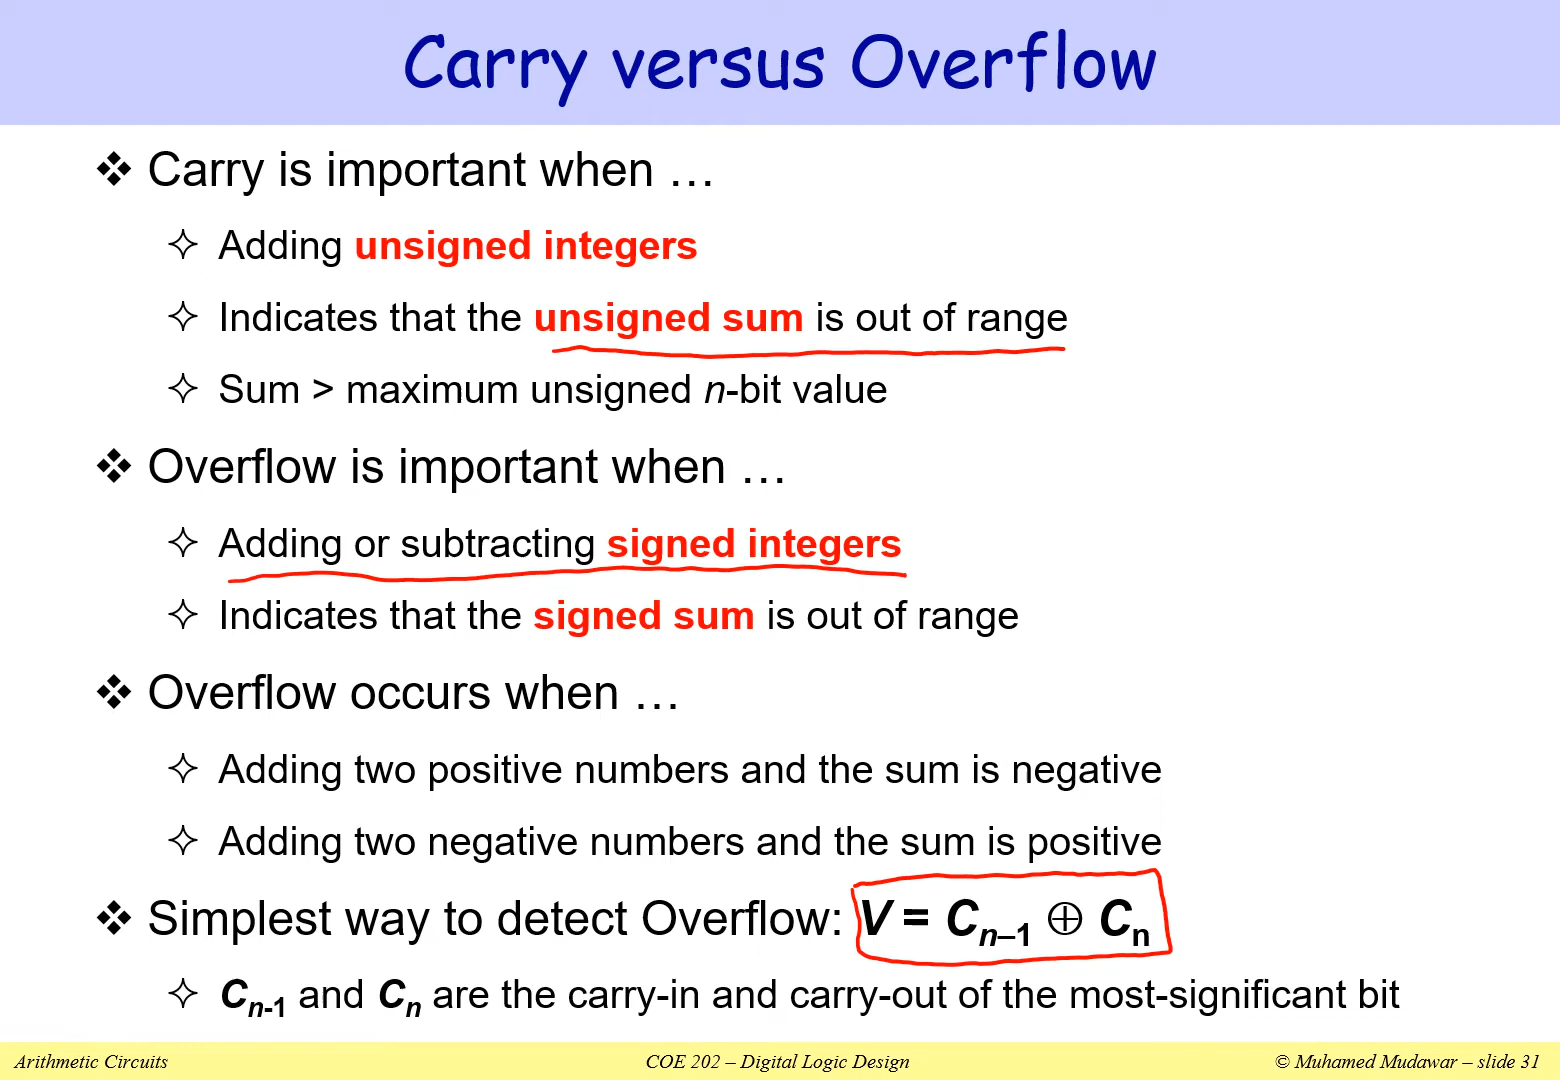 Carry versus Overflow
❖ Carry is important when …
✧ Adding unsigned integers
✧ Indicates that the unsigned sum is out of range
✧ Sum > maximum unsigned n-bit value
❖ Overflow is important when …
✧ Adding or subtracting signed integers
✧ Indicates that the signed sum is out of range
❖ Overflow occurs when …
✧ Adding two positive numbers and the sum is negative
✧ Adding two negative numbers and the sum is positive
❖ Simplest way to detect Overflow: V = Cn–1 ⊕ Cn
✧ Cn-1 and Cn are the carry-in and carry-out of the most-significant bit
Arithmetic Circuits
COE 202 – Digital Logic Design
© Muhamed Mudawar – slide 31